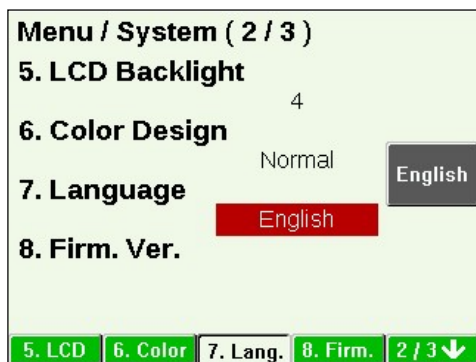 Menu / System ( 2 / 3 )
5. LCD Backlight
4
6. Color Design
Normal
English
7. Language
English
8. Firm. Ver.
5. LCD 6. Color 7. Lang. 8. Firm. 2 / 3